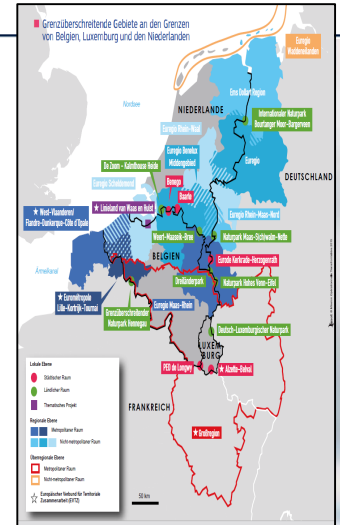 Grenzüberschreitende Gebiete an den Grenzen
von Belgien, Luxemburg und den Niederlanden
Euregio
Waddeneilanden
Ems Dollart Region
Nordsee
NIEDERLANDE
Internationaler Naturpark
Bourtanger Moor-Bargerveen
Euregio Rhein-Waal
Euregio Benelux
Middengebied
Euregio
De Zoom - Kalmthoutse Heide
DEUTSCHLAND
Benego
Baarle
Euregio Scheldemond
Linieland van Waas en Hulst
West-Vlaanderen/
Flandre-Dunkerque-Côte d'Opale
Euregio Rhein-Maas-Nord
Weert-Maaseik-Bree
Naturpark Maas-Schwalm-Nette
BELGIEN
Eurode Kerkrade-Herzogenrath
Ärmelkanal
Dreiländerpark
Naturpark Hohes Venn-Eifel
Eurometropole
Lille-Kortrijk-Tournai
Euregio Maas-Rhein
Grenzüberschreitender
Naturpark Hennegau
Deutsch-Luxemburgischer Naturpark
LUXEM
BURG
PED de Longwy
Alzette-Belval
FRANKREICH
Großregion
Lokale Ebene
Städtischer Raum
Ländlicher Raum
Thematisches Projekt
Regionale Ebene
Metropolitaner Raum
Nicht-metropolitaner Raum
Überregionale Ebene
Metropolitaner Raum
Nicht-metropolitaner Raum
Europäischer Verbund für Territoriale
Zusammenarbeit (EVTZ)
50 km